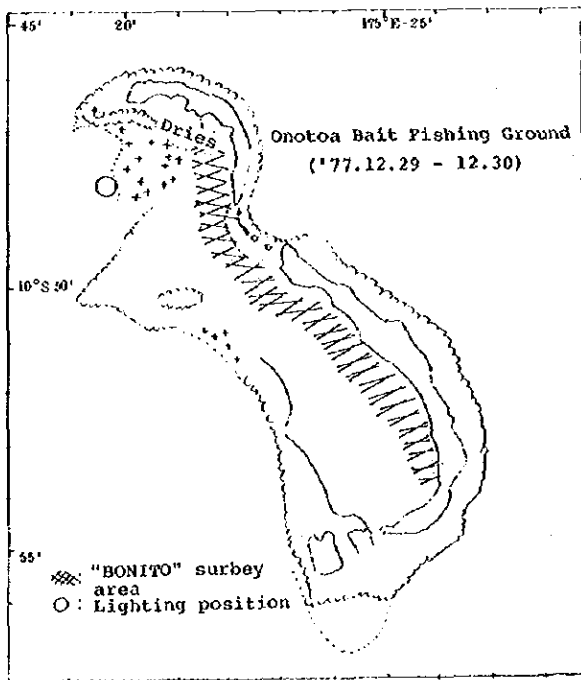 45' 20' 175°E-25'
Dries
Onotoa Bait Fishing Ground
('77.12.29 - 12.30)
10°S 50'
55'
: "BONITO" surbey
area
: Lighting position